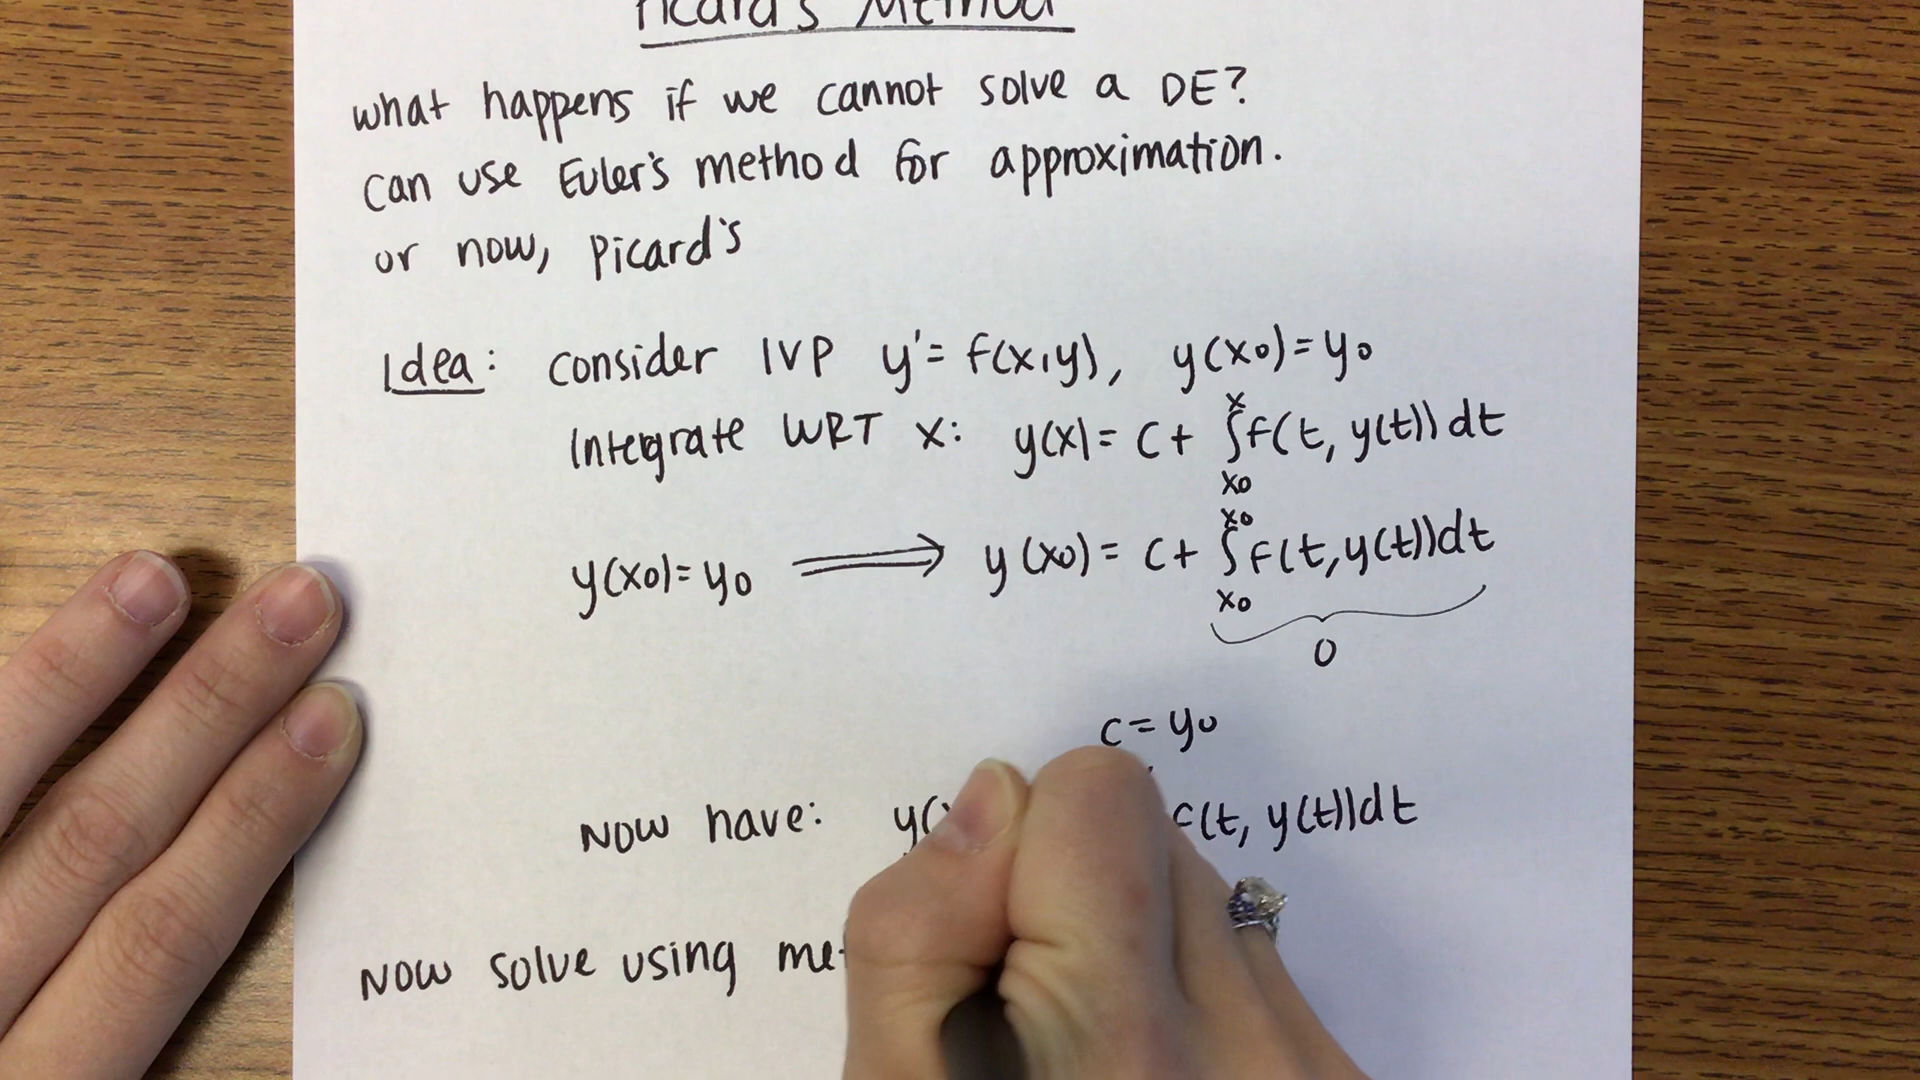 Picard's Method
what happens if we cannot solve a DE?
can use Euler's method for approximation.
or now, Picard's
Idea: consider IVP y'= f(x,y), y(x0)=y0
Integrate WRT x: y(x)= C+ ∫f(t, y(t)) dt
x
x0
y(x0)=y0 ⟹ y(x0)= C+ ∫f(t,y(t))dt
x0
x0
0
C= y0
Now have: y( f(t, y(t))dt
Now solve using